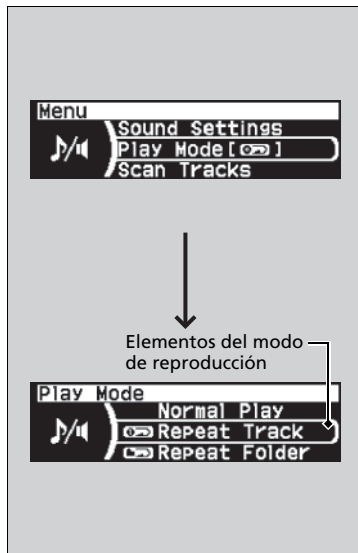 Menu
Sound Settings
Play Mode[ ]
Scan Tracks
Elementos del modo
de reproducción
Play Mode
Normal Play
Repeat Track
Repeat Folder